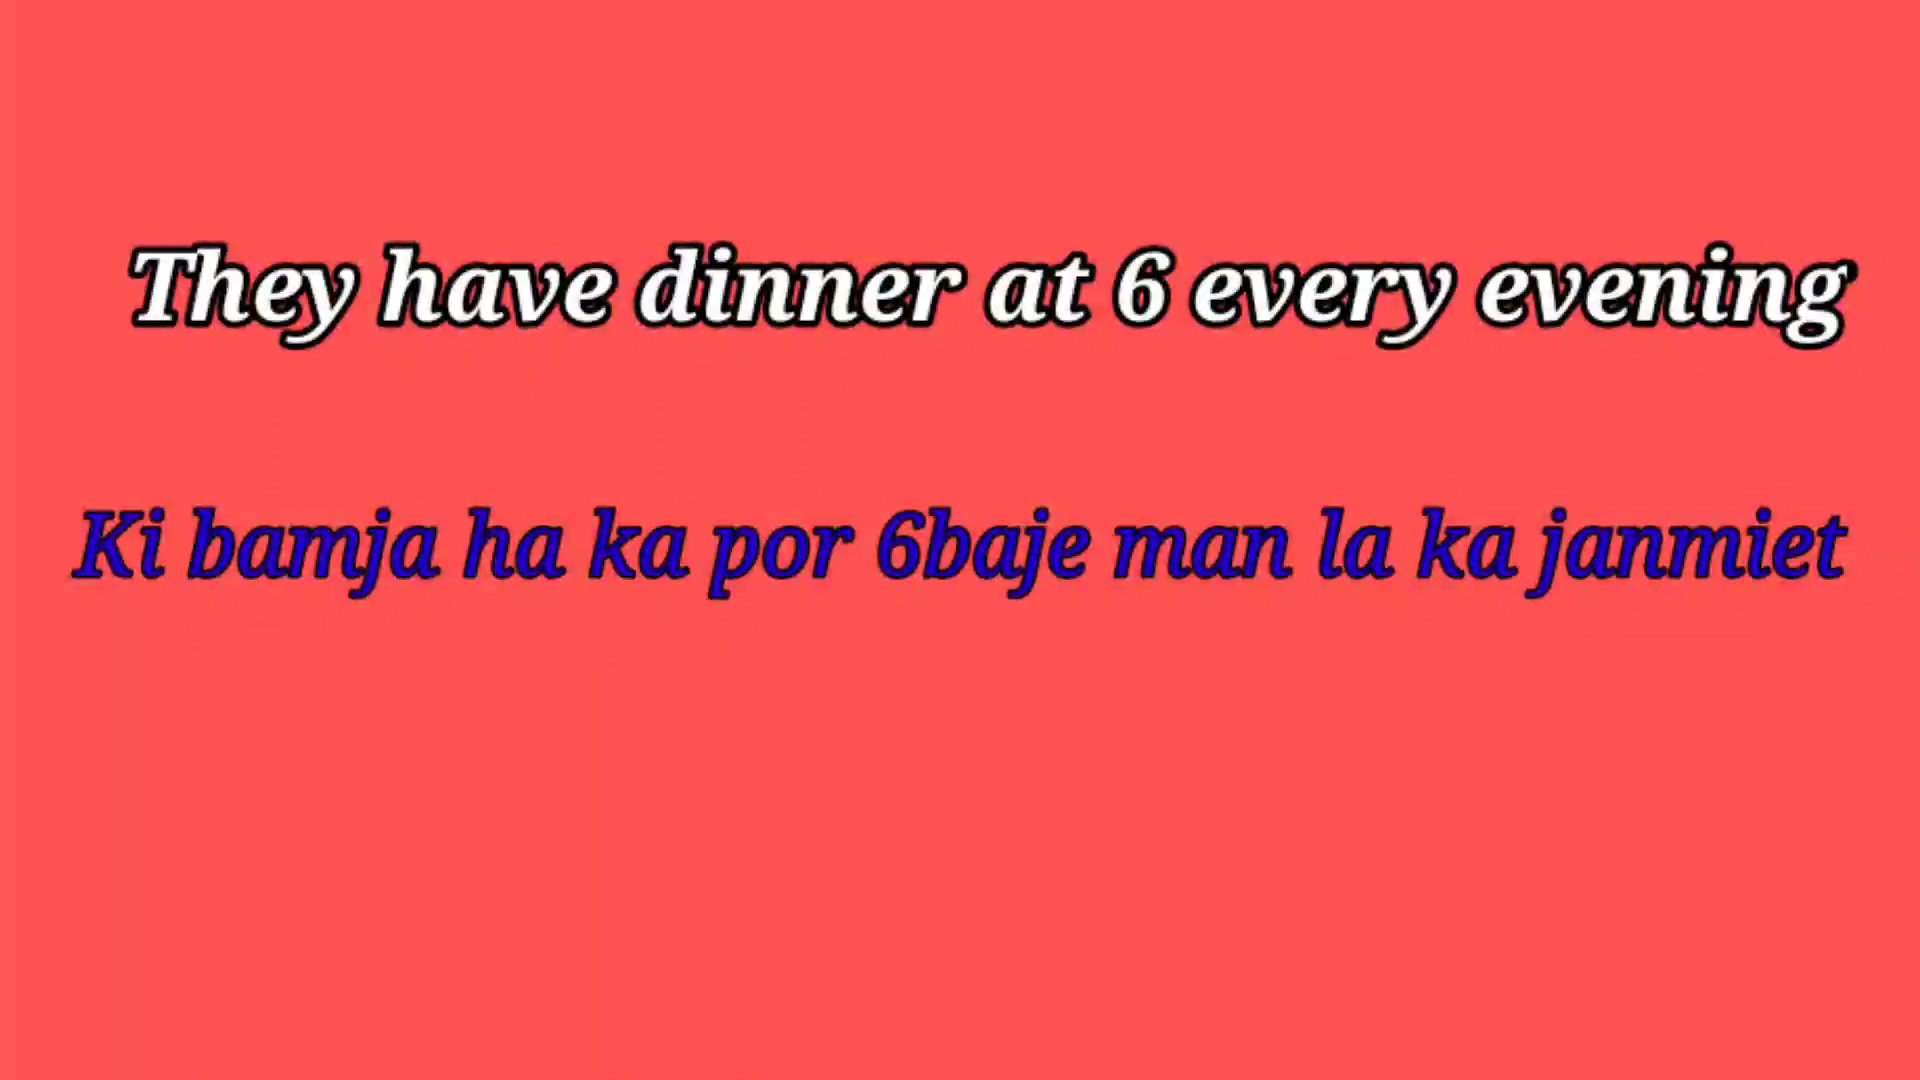 They have dinner at 6 every evening
Ki bamja ha ka por 6baje man la ka janmiet